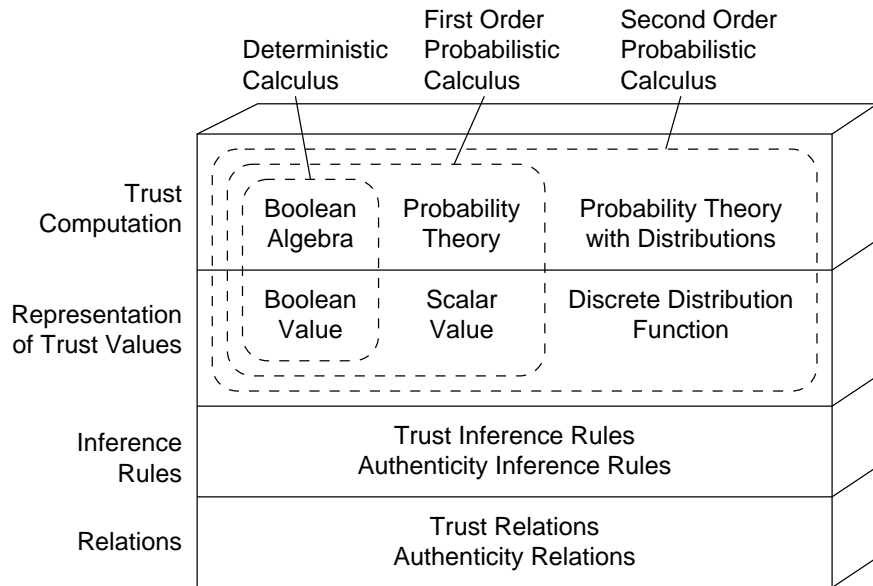 Deterministic
Calculus
First Order
Probabilistic
Calculus
Second Order
Probabilistic
Calculus
Trust
Computation
Boolean
Algebra
Probability
Theory
Probability Theory
with Distributions
Representation
of Trust Values
Boolean
Value
Scalar
Value
Discrete Distribution
Function
Inference
Rules
Trust Inference Rules
Authenticity Inference Rules
Relations
Trust Relations
Authenticity Relations